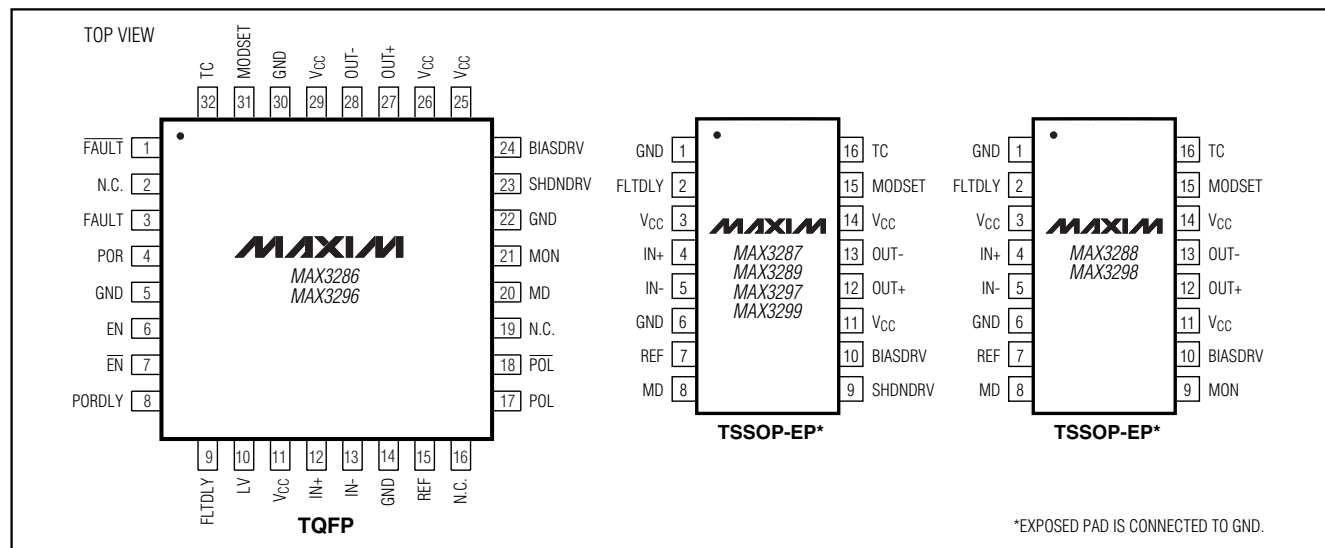 TOP VIEW
TC
MODSET
GND
VCC
OUT-
OUT+
VCC
VCC
32 31 30 29 28 27 26 25
FAULT 1
N.C. 2
FAULT 3
POR 4
GND 5
EN 6
EN 7
PORDLY 8
MAXIM
MAX3286
MAX3296
24 BIASDRV
23 SHDNDRV
22 GND
21 MON
20 MD
19 N.C.
18 POL
17 POL
9 10 11 12 13 14 15 16
FLTDLY
LV
VCC
IN+
IN-
GND
REF
N.C.
TQFP
GND 1
FLTDLY 2
VCC 3
IN+ 4
IN- 5
GND 6
REF 7
MD 8
MAXIM
MAX3287
MAX3289
MAX3297
MAX3299
16 TC
15 MODSET
14 VCC
13 OUT-
12 OUT+
11 VCC
10 BIASDRV
9 SHDNDRV
TSSOP-EP*
GND 1
FLTDLY 2
VCC 3
IN+ 4
IN- 5
GND 6
REF 7
MD 8
MAXIM
MAX3288
MAX3298
16 TC
15 MODSET
14 VCC
13 OUT-
12 OUT+
11 VCC
10 BIASDRV
9 MON
TSSOP-EP*
*EXPOSED PAD IS CONNECTED TO GND.